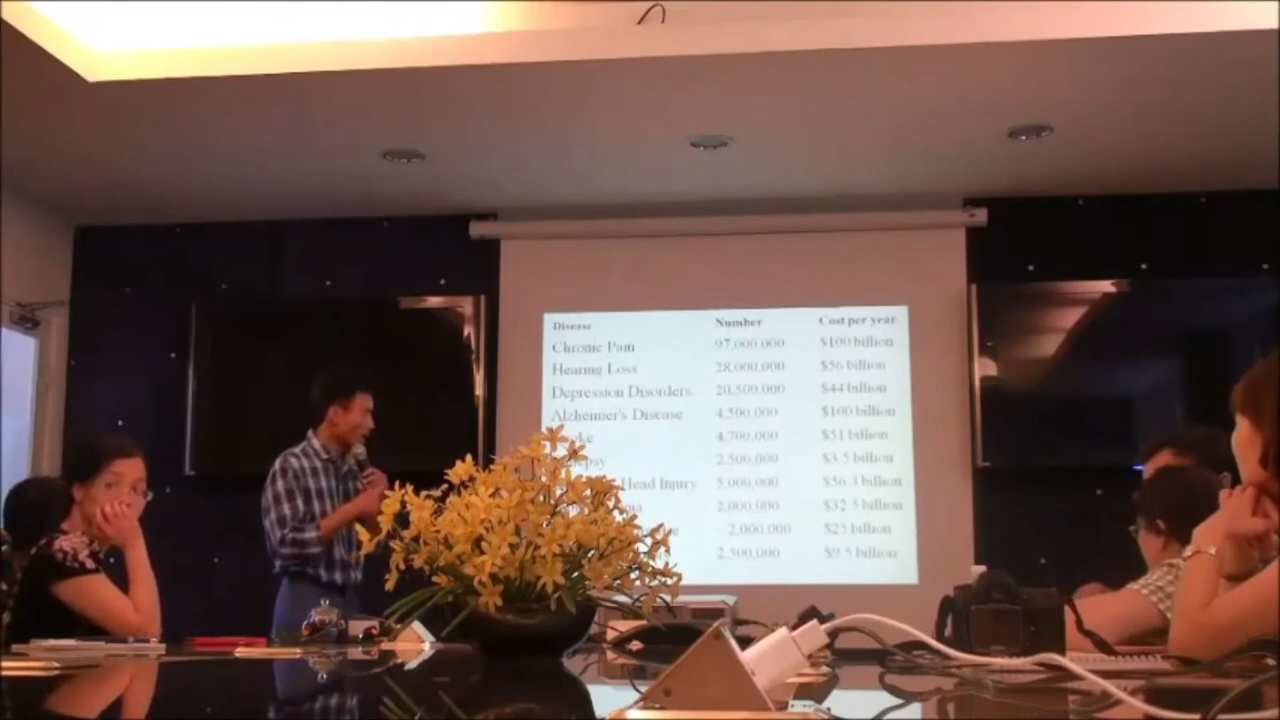 Disease Number Cost per year
Chronic Pain 97,000,000 $100 billion
Hearing Loss 28,000,000 $56 billion
Depression Disorders 20,500,000 $44 billion
Alzheimer's Disease 4,500,000 $100 billion
4,700,000 $51 billion
2,500,000 $3.5 billion
Head Injury 5,000,000 $56.3 billion
2,000,000 $32.5 billion
2,000,000 $25 billion
2,500,000 $9.5 billion